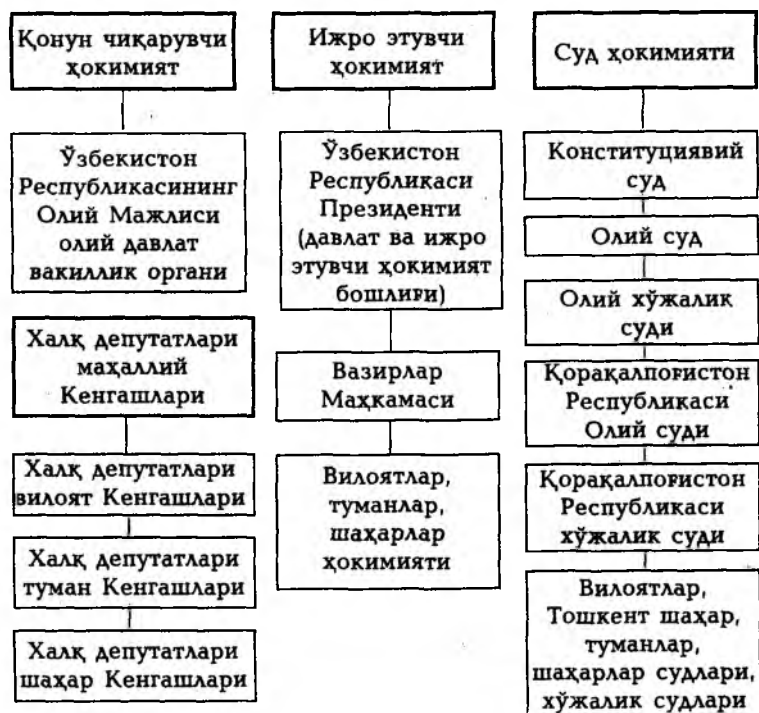 Қонун чиқарувчи
ҳокимият
Ўзбекистон
Республикасининг
Олий Мажлиси
олий давлат
вакиллик органи
Халқ депутатлари
маҳаллий
Кенгашлари
Халқ депутатлари
вилоят Кенгашлари
Халқ депутатлари
туман Кенгашлари
Халқ депутатлари
шаҳар Кенгашлари
Ижро этувчи
ҳокимият
Ўзбекистон
Республикаси
Президенти
(давлат ва ижро
этувчи ҳокимият
бошлиғи)
Вазирлар
Маҳкамаси
Вилоятлар,
туманлар,
шаҳарлар
ҳокимияти
Суд ҳокимияти
Конституциявий
суд
Олий суд
Олий хўжалик
суди
Қорақалпоғистон
Республикаси
Олий суди
Қорақалпоғистон
Республикаси
хўжалик суди
Вилоятлар,
Тошкент шаҳар,
туманлар,
шаҳарлар судлари,
хўжалик судлари